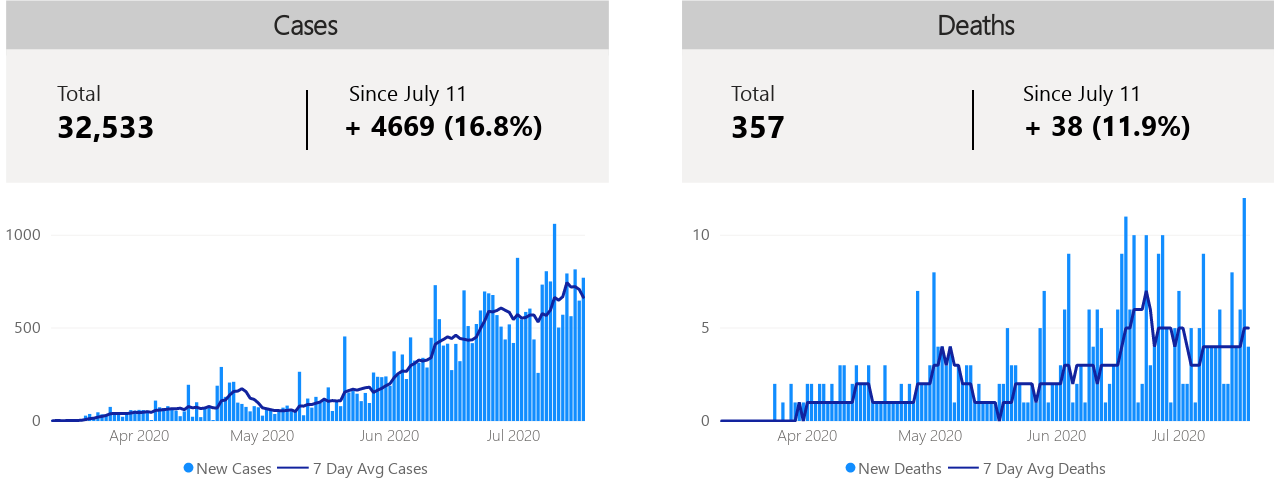 Cases
Total
Since July 11
32,533
+ 4669 (16.8%)
1000
500
0
Apr 2020
May 2020
Jun 2020
Jul 2020
New Cases
7 Day Avg Cases
Deaths
Total
Since July 11
357
+ 38 (11.9%)
10
5
0
Apr 2020
May 2020
Jun 2020
Jul 2020
New Deaths
7 Day Avg Deaths